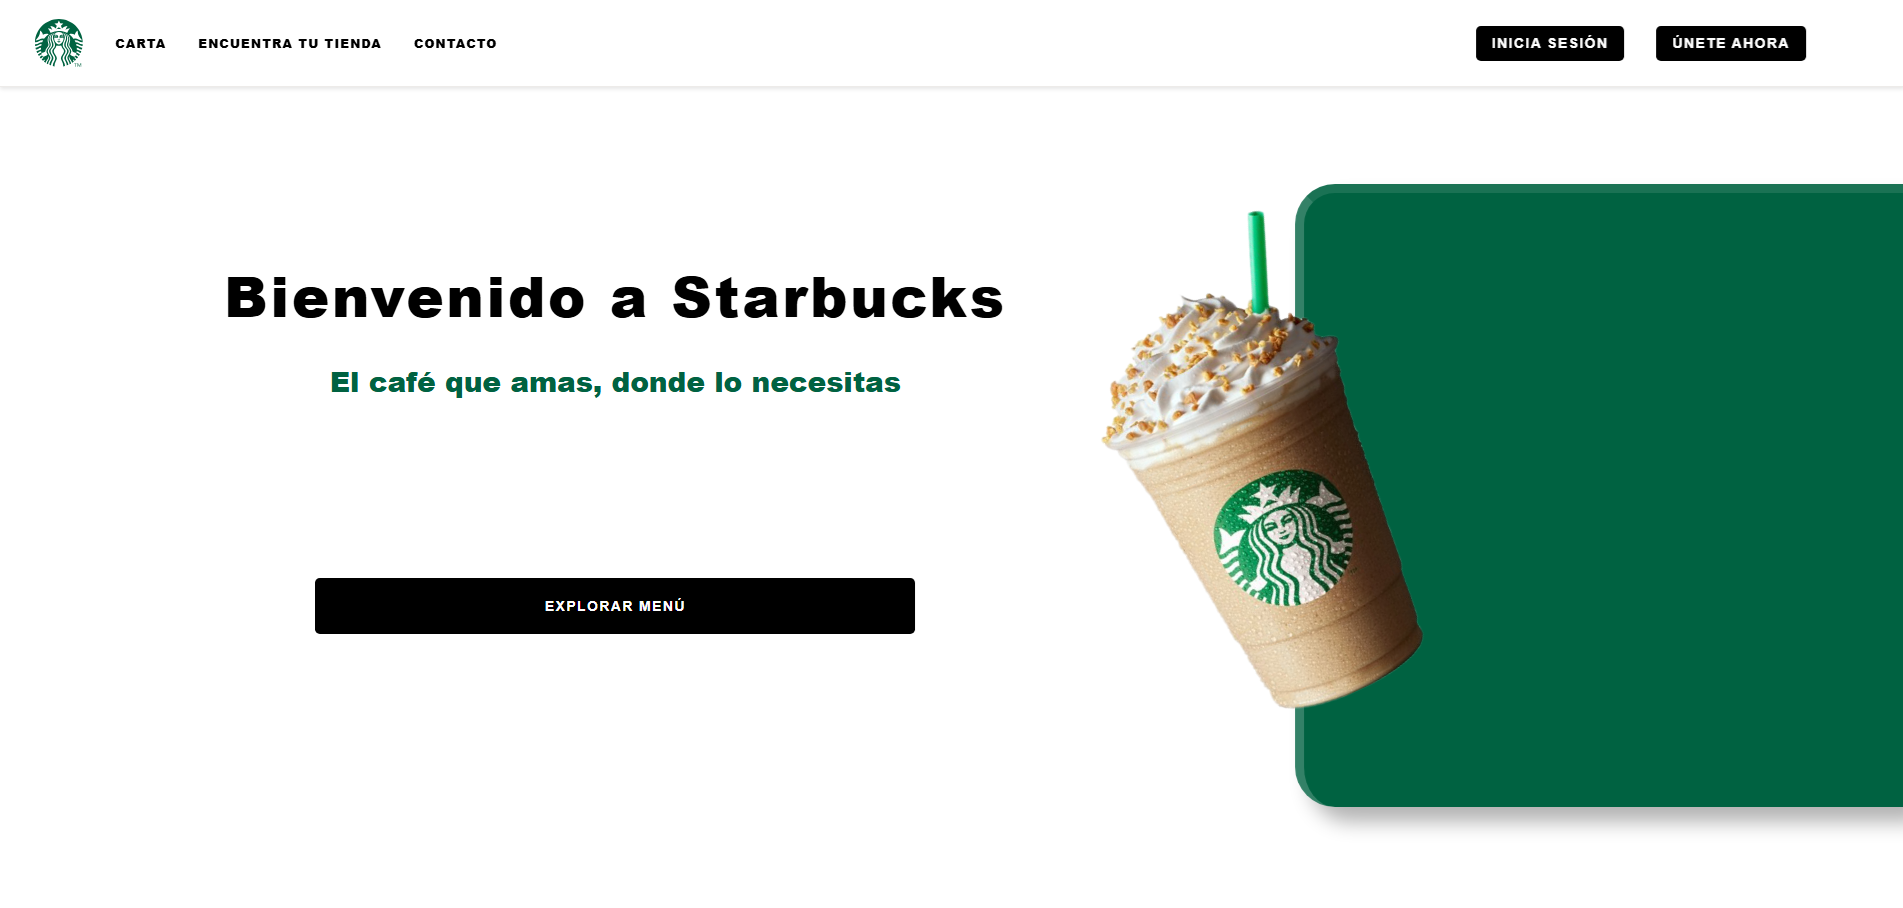 CARTA ENCUENTRA TU TIENDA CONTACTO INICIA SESIÓN ÚNETE AHORA
Bienvenido a Starbucks
El café que amas, donde lo necesitas
EXPLORAR MENÚ